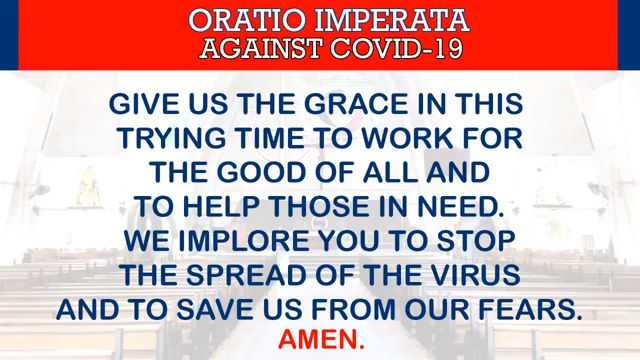 ORATIO IMPERATA
AGAINST COVID-19
GIVE US THE GRACE IN THIS
TRYING TIME TO WORK FOR
THE GOOD OF ALL AND
TO HELP THOSE IN NEED.
WE IMPLORE YOU TO STOP
THE SPREAD OF THE VIRUS
AND TO SAVE US FROM OUR FEARS.
AMEN.